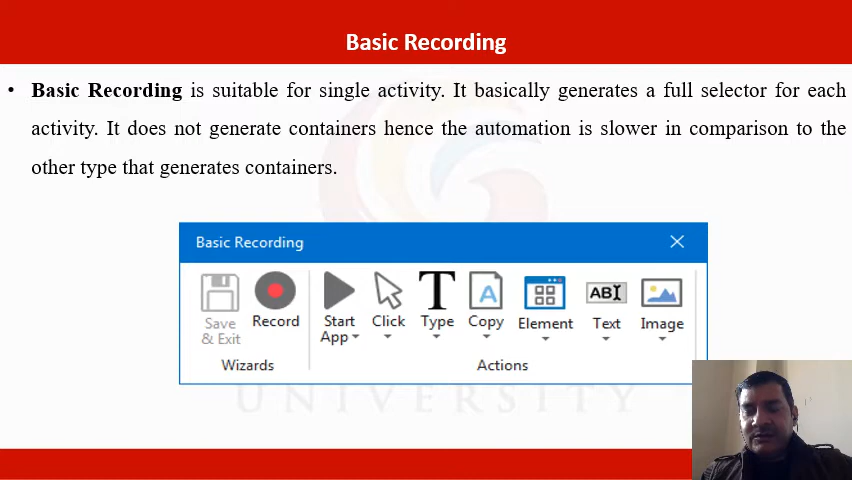 Basic Recording
• Basic Recording is suitable for single activity. It basically generates a full selector for each
activity. It does not generate containers hence the automation is slower in comparison to the
other type that generates containers.
Basic Recording
Save & Exit
Record
Start App
Click
Type
Copy
Element
Text
Image
Wizards
Actions
UNIVERSITY